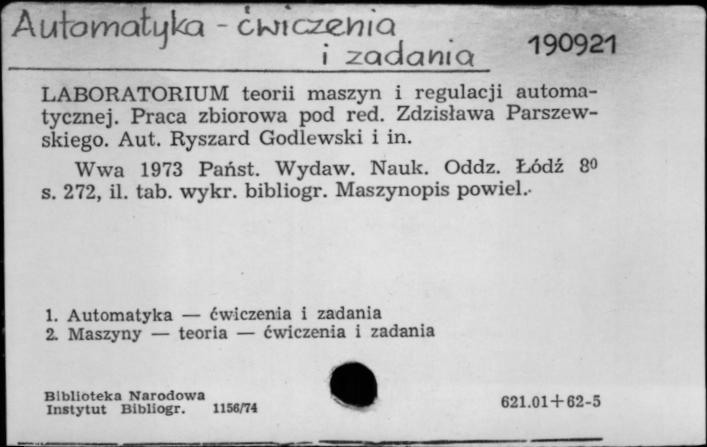 Automatyka - ćwiczenia
i zadania
190921
LABORATORIUM teorii maszyn i regulacji automa-
tycznej. Praca zbiorowa pod red. Zdzisława Parszew-
skiego. Aut. Ryszard Godlewski i in.
Wwa 1973 Państ. Wydaw. Nauk. Oddz. Łódź 8⁰
s. 272, il. tab. wykr. bibliogr. Maszynopis powiel.
1. Automatyka — ćwiczenia i zadania
2. Maszyny — teoria — ćwiczenia i zadania
Biblioteka Narodowa
Instytut Bibliogr. 1156/74
621.01+62-5